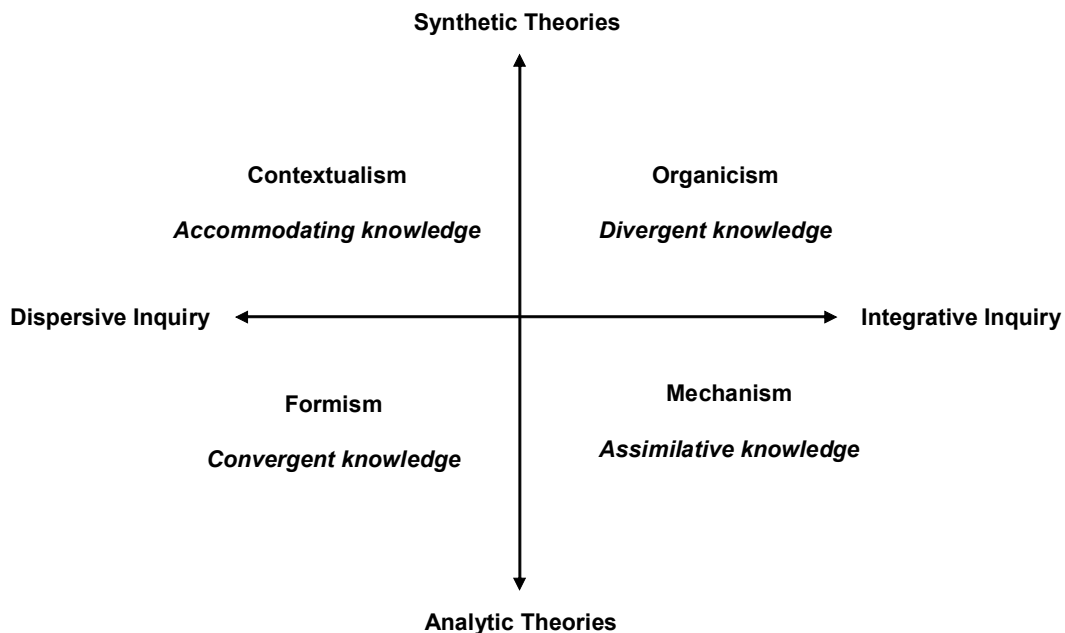 Synthetic Theories
Contextualism
Organicism
Accommodating knowledge
Divergent knowledge
Dispersive Inquiry
Integrative Inquiry
Mechanism
Formism
Assimilative knowledge
Convergent knowledge
Analytic Theories